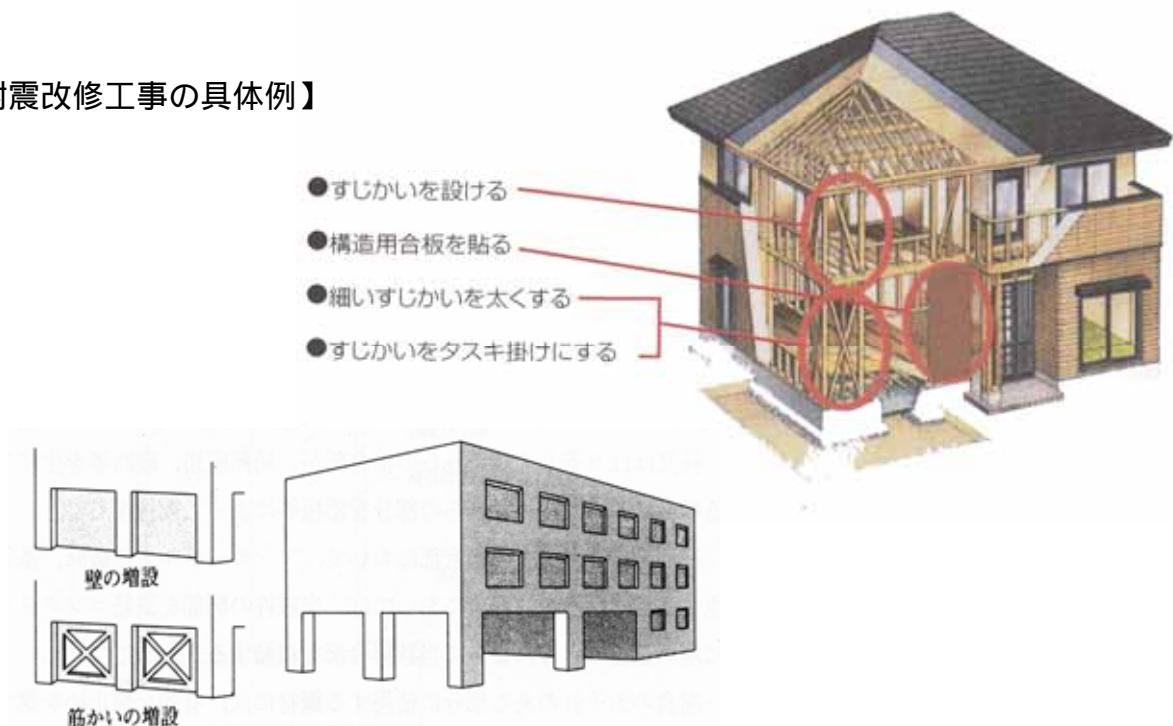 震改修工事の具体例】
●すじかいを設ける
●構造用合板を貼る
●細いすじかいを太くする
●すじかいをタスキ掛けにする
壁の増設
筋かいの増設